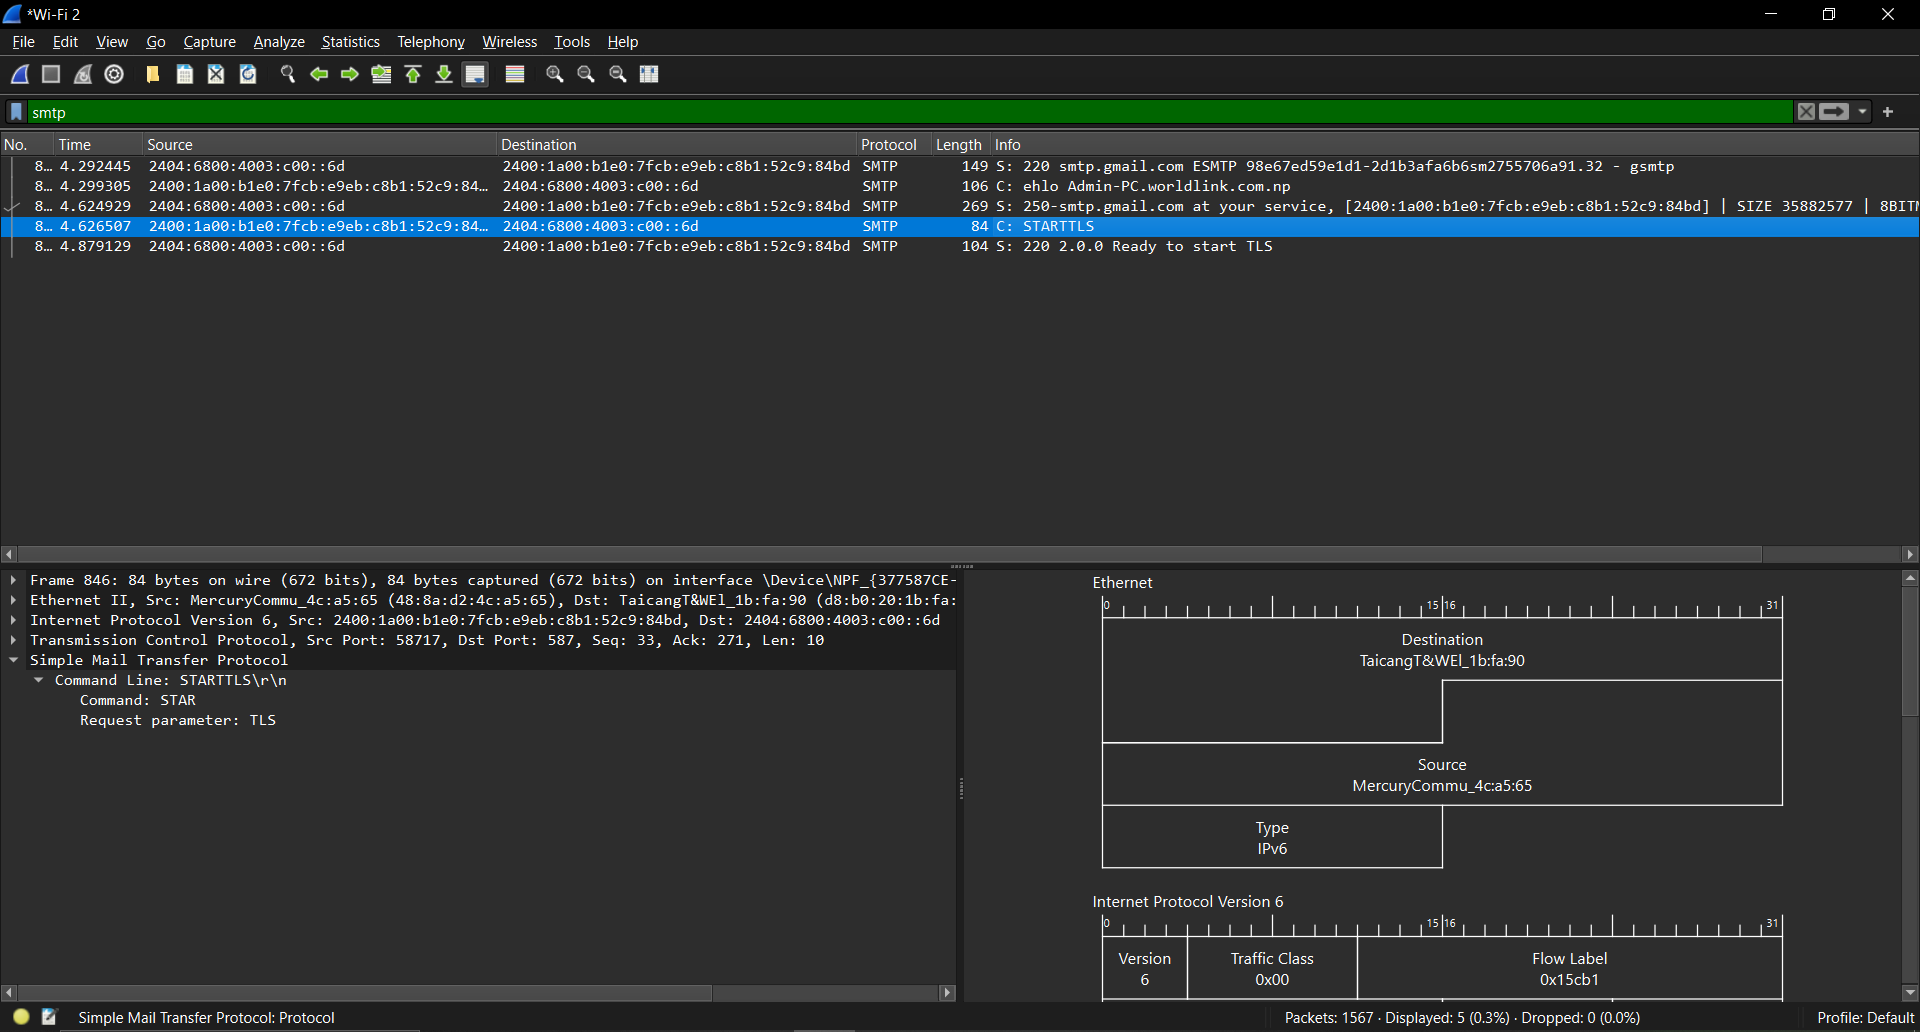 *Wi-Fi 2
File Edit View Go Capture Analyze Statistics Telephony Wireless Tools Help
smtp
No. Time Source Destination Protocol Length Info
8… 4.292445 2404:6800:4003:c00::6d 2400:1a00:b1e0:7fcb:e9eb:c8b1:52c9:84bd SMTP 149 S: 220 smtp.gmail.com ESMTP 98e67ed59e1d1-2d1b3afa6b6sm2755706a91.32 - gsmtp
8… 4.299305 2400:1a00:b1e0:7fcb:e9eb:c8b1:52c9:84… 2404:6800:4003:c00::6d SMTP 106 C: ehlo Admin-PC.worldlink.com.np
8… 4.624929 2404:6800:4003:c00::6d 2400:1a00:b1e0:7fcb:e9eb:c8b1:52c9:84bd SMTP 269 S: 250-smtp.gmail.com at your service, [2400:1a00:b1e0:7fcb:e9eb:c8b1:52c9:84bd] | SIZE 35882577 | 8BITM
8… 4.626507 2400:1a00:b1e0:7fcb:e9eb:c8b1:52c9:84… 2404:6800:4003:c00::6d SMTP 84 C: STARTTLS
8… 4.879129 2404:6800:4003:c00::6d 2400:1a00:b1e0:7fcb:e9eb:c8b1:52c9:84bd SMTP 104 S: 220 2.0.0 Ready to start TLS
Frame 846: 84 bytes on wire (672 bits), 84 bytes captured (672 bits) on interface \Device\NPF_{377587CE-
Ethernet II, Src: MercuryCommu_4c:a5:65 (48:8a:d2:4c:a5:65), Dst: TaicangT&WEl_1b:fa:90 (d8:b0:20:1b:fa:
Internet Protocol Version 6, Src: 2400:1a00:b1e0:7fcb:e9eb:c8b1:52c9:84bd, Dst: 2404:6800:4003:c00::6d
Transmission Control Protocol, Src Port: 58717, Dst Port: 587, Seq: 33, Ack: 271, Len: 10
Simple Mail Transfer Protocol
Command Line: STARTTLS\r\n
Command: STAR
Request parameter: TLS
Ethernet
0 15 16 31
Destination
TaicangT&WEl_1b:fa:90
Source
MercuryCommu_4c:a5:65
Type
IPv6
Internet Protocol Version 6
0 15 16 31
Version Traffic Class Flow Label
6 0x00 0x15cb1
Simple Mail Transfer Protocol: Protocol Packets: 1567 · Displayed: 5 (0.3%) · Dropped: 0 (0.0%) Profile: Default